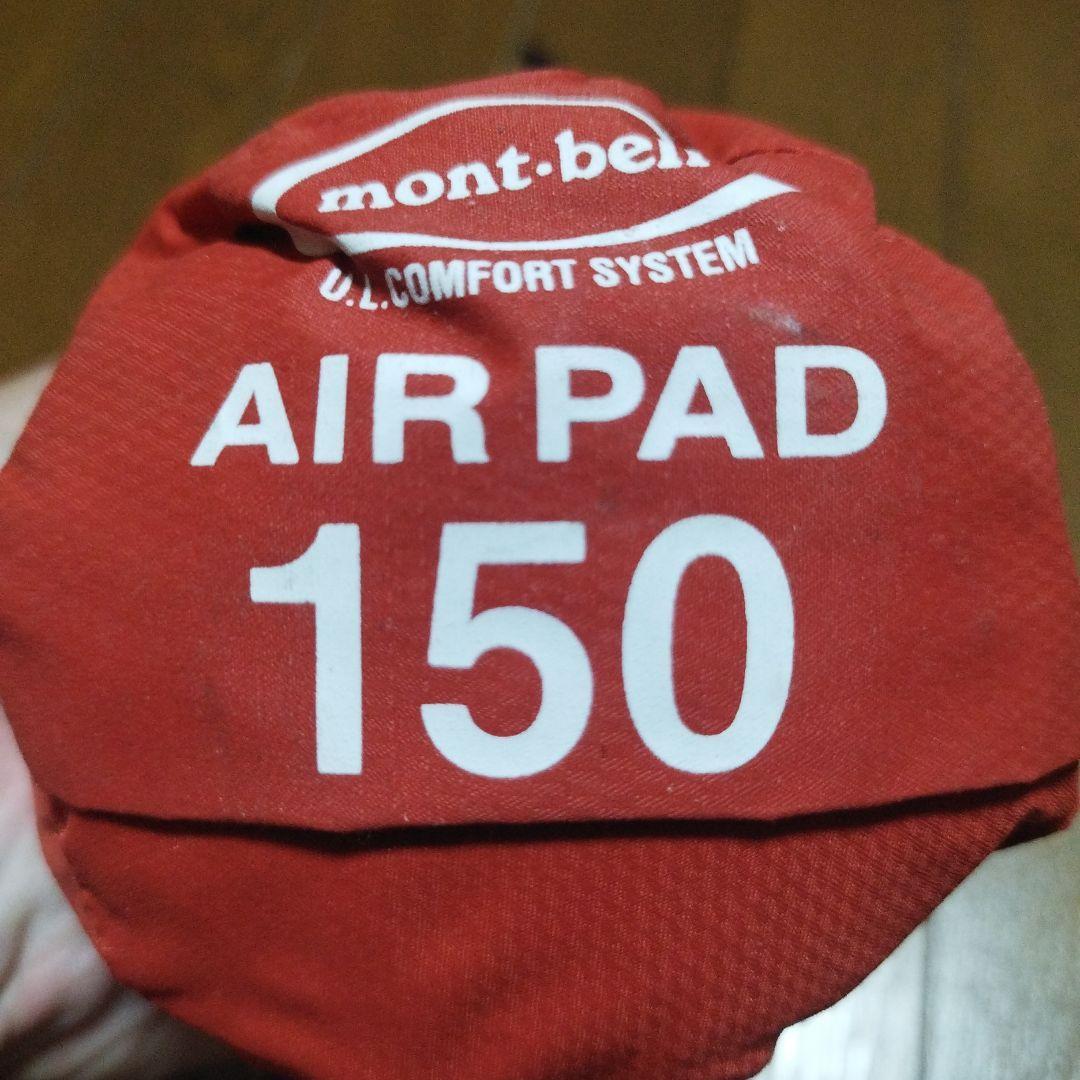 mont-bell
U.L.COMFORT SYSTEM
AIR PAD
150